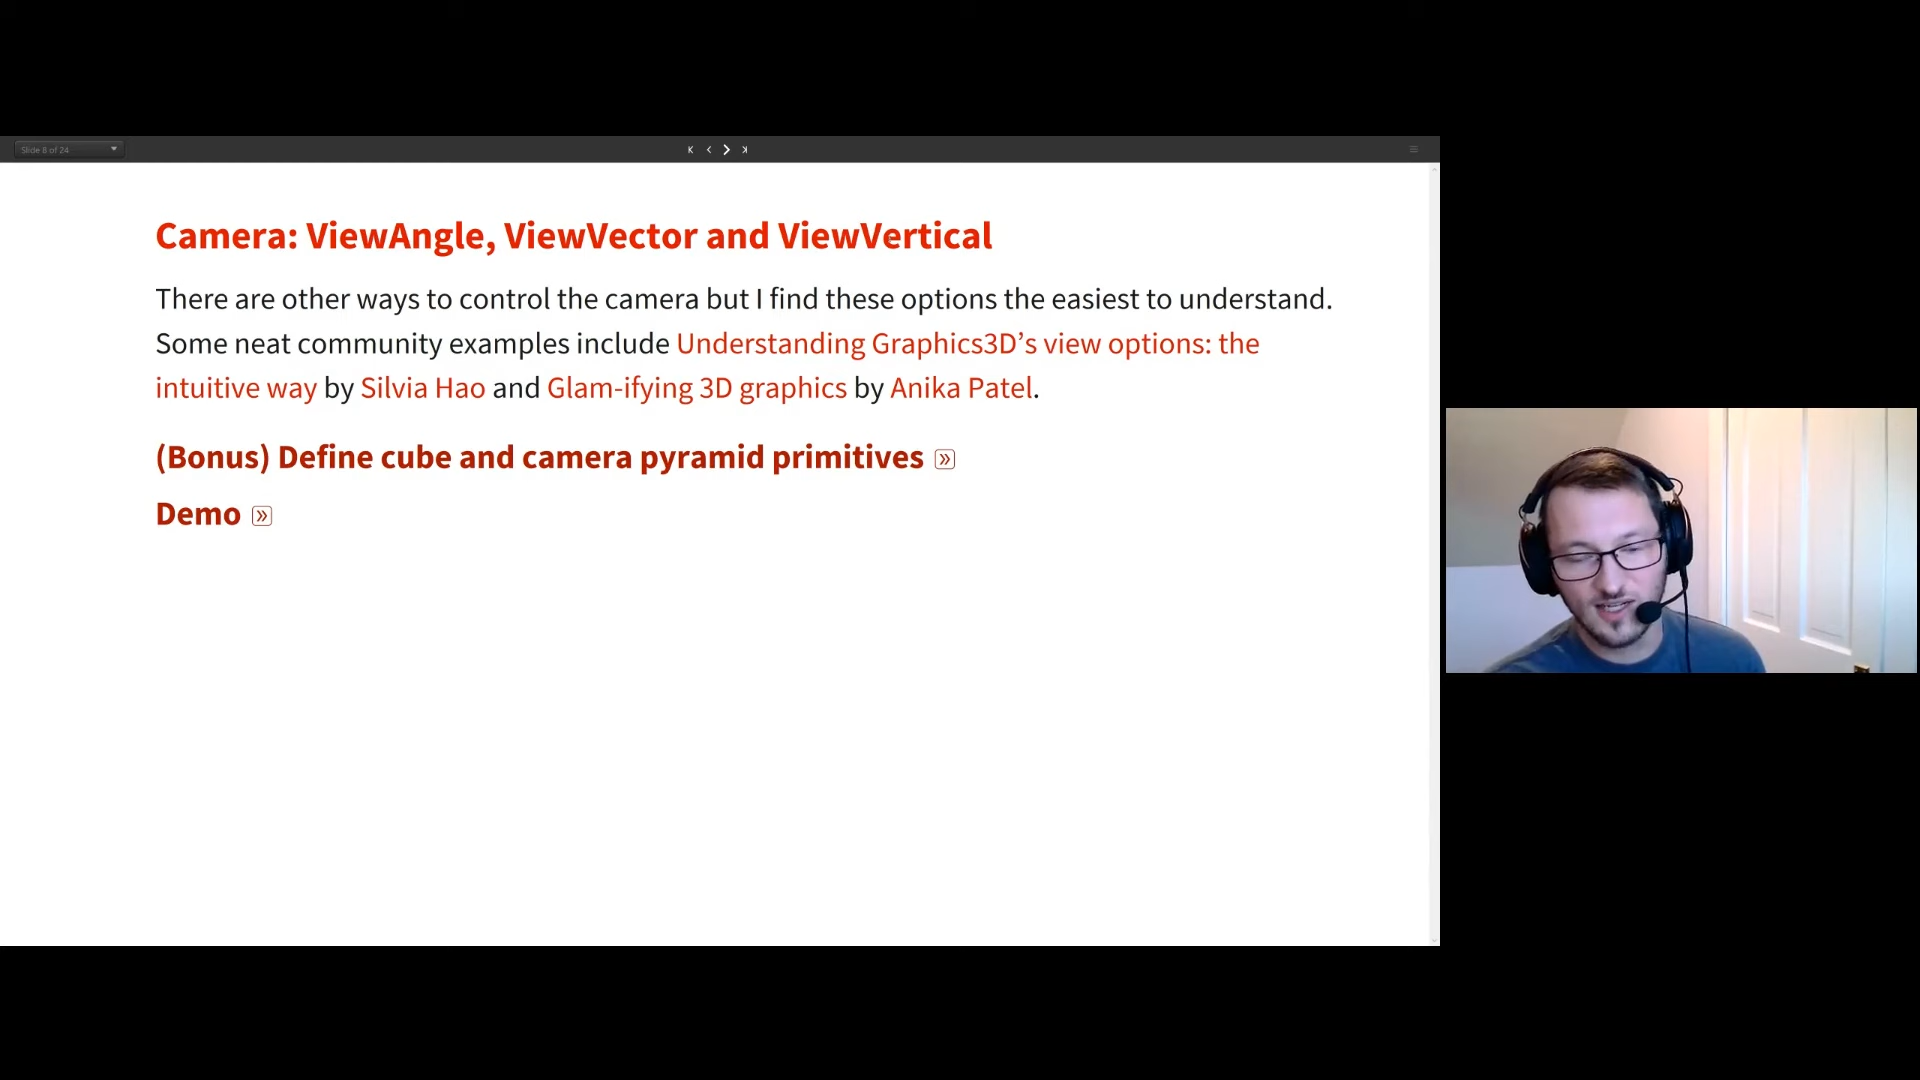 Slide 8 of 24
Camera: ViewAngle, ViewVector and ViewVertical
There are other ways to control the camera but I find these options the easiest to understand.
Some neat community examples include Understanding Graphics3D’s view options: the
intuitive way by Silvia Hao and Glam-ifying 3D graphics by Anika Patel.
(Bonus) Define cube and camera pyramid primitives »
Demo »